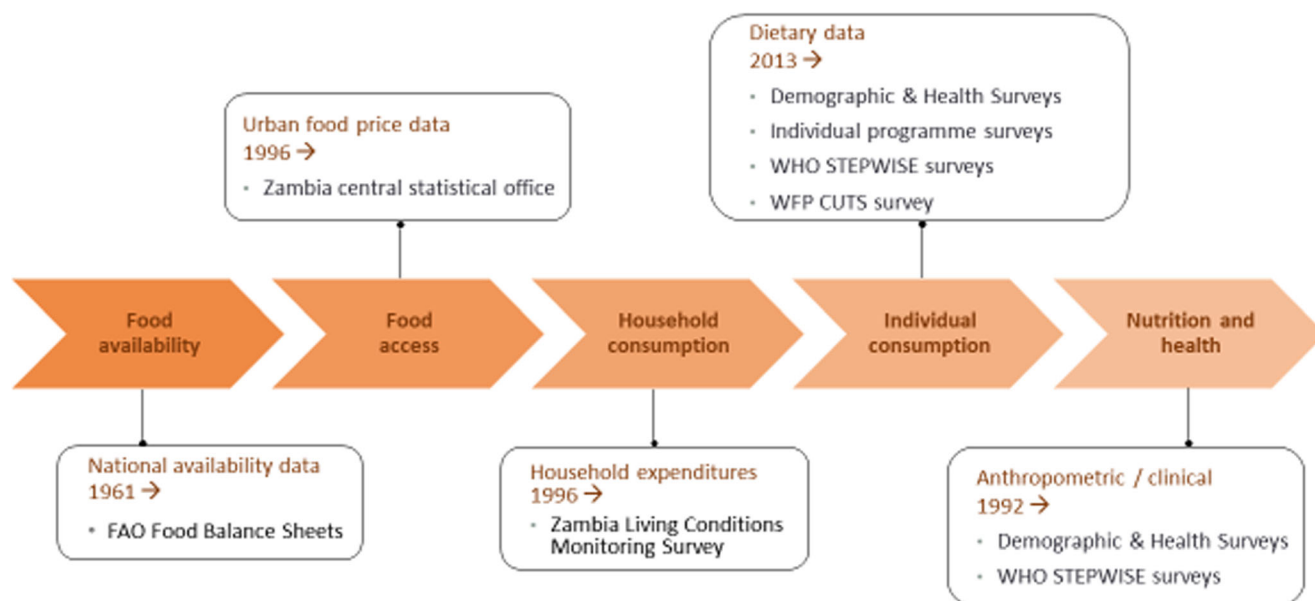 Dietary data
2013 →
• Demographic & Health Surveys
• Individual programme surveys
• WHO STEPWISE surveys
• WFP CUTS survey
Urban food price data
1996 →
• Zambia central statistical office
Food
availability
Food
access
Household
consumption
Individual
consumption
Nutrition and
health
National availability data
1961 →
• FAO Food Balance Sheets
Household expenditures
1996 →
• Zambia Living Conditions
Monitoring Survey
Anthropometric / clinical
1992 →
• Demographic & Health Surveys
• WHO STEPWISE surveys